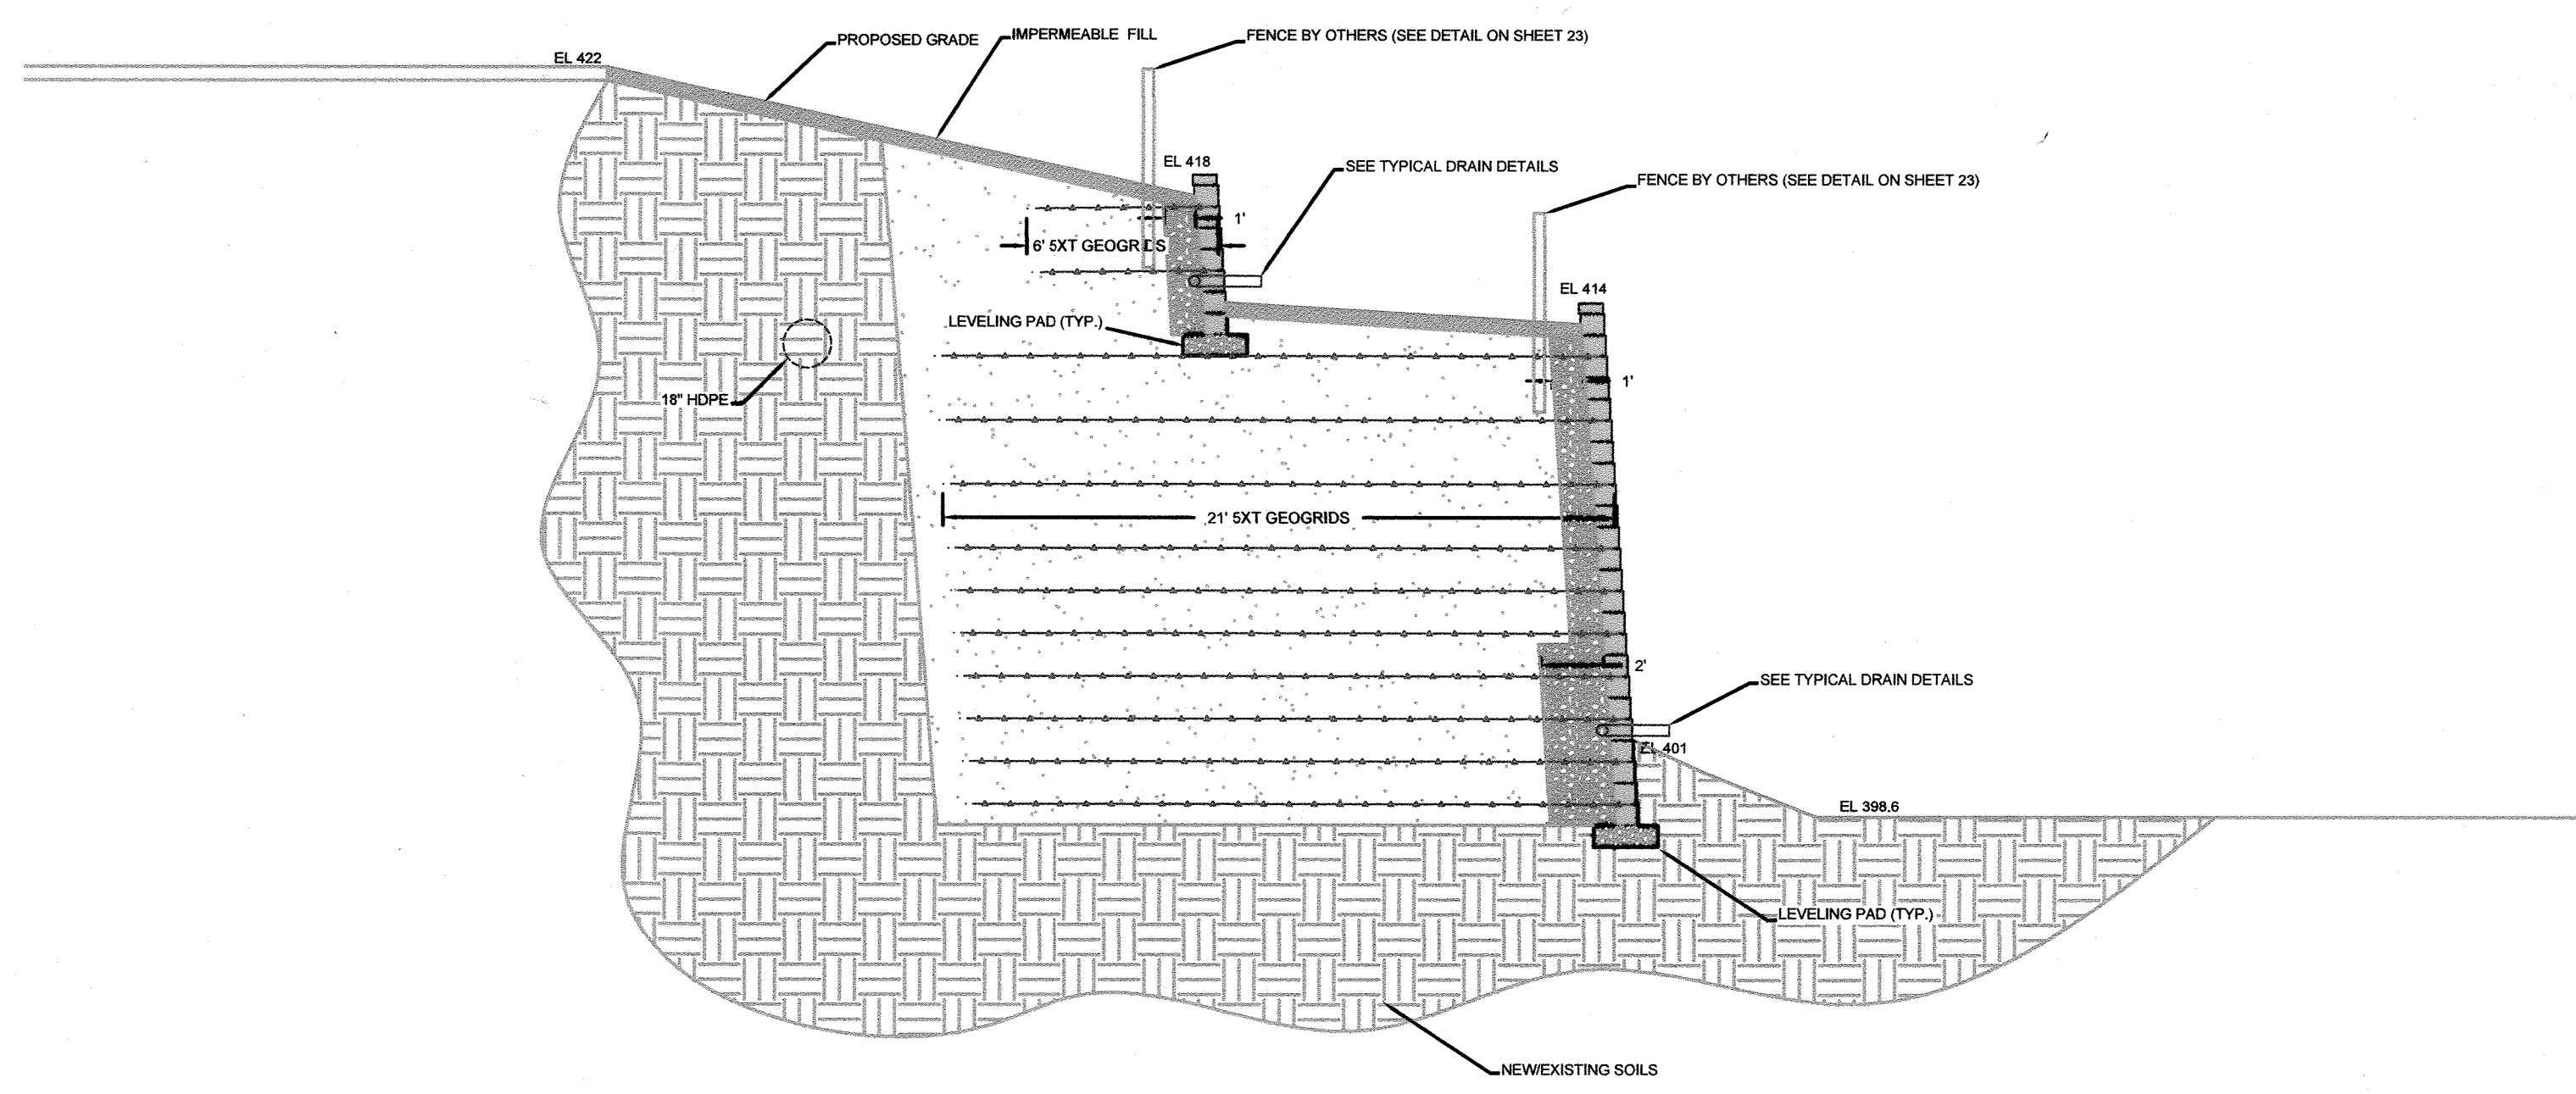 PROPOSED GRADE
IMPERMEABLE FILL
FENCE BY OTHERS (SEE DETAIL ON SHEET 23)
EL 422
EL 418
SEE TYPICAL DRAIN DETAILS
FENCE BY OTHERS (SEE DETAIL ON SHEET 23)
1'
6' 5XT GEOGRIDS
EL 414
LEVELING PAD (TYP.)
1'
18" HDPE
21' 5XT GEOGRIDS
2'
SEE TYPICAL DRAIN DETAILS
EL 401
EL 398.6
LEVELING PAD (TYP.)
NEW/EXISTING SOILS